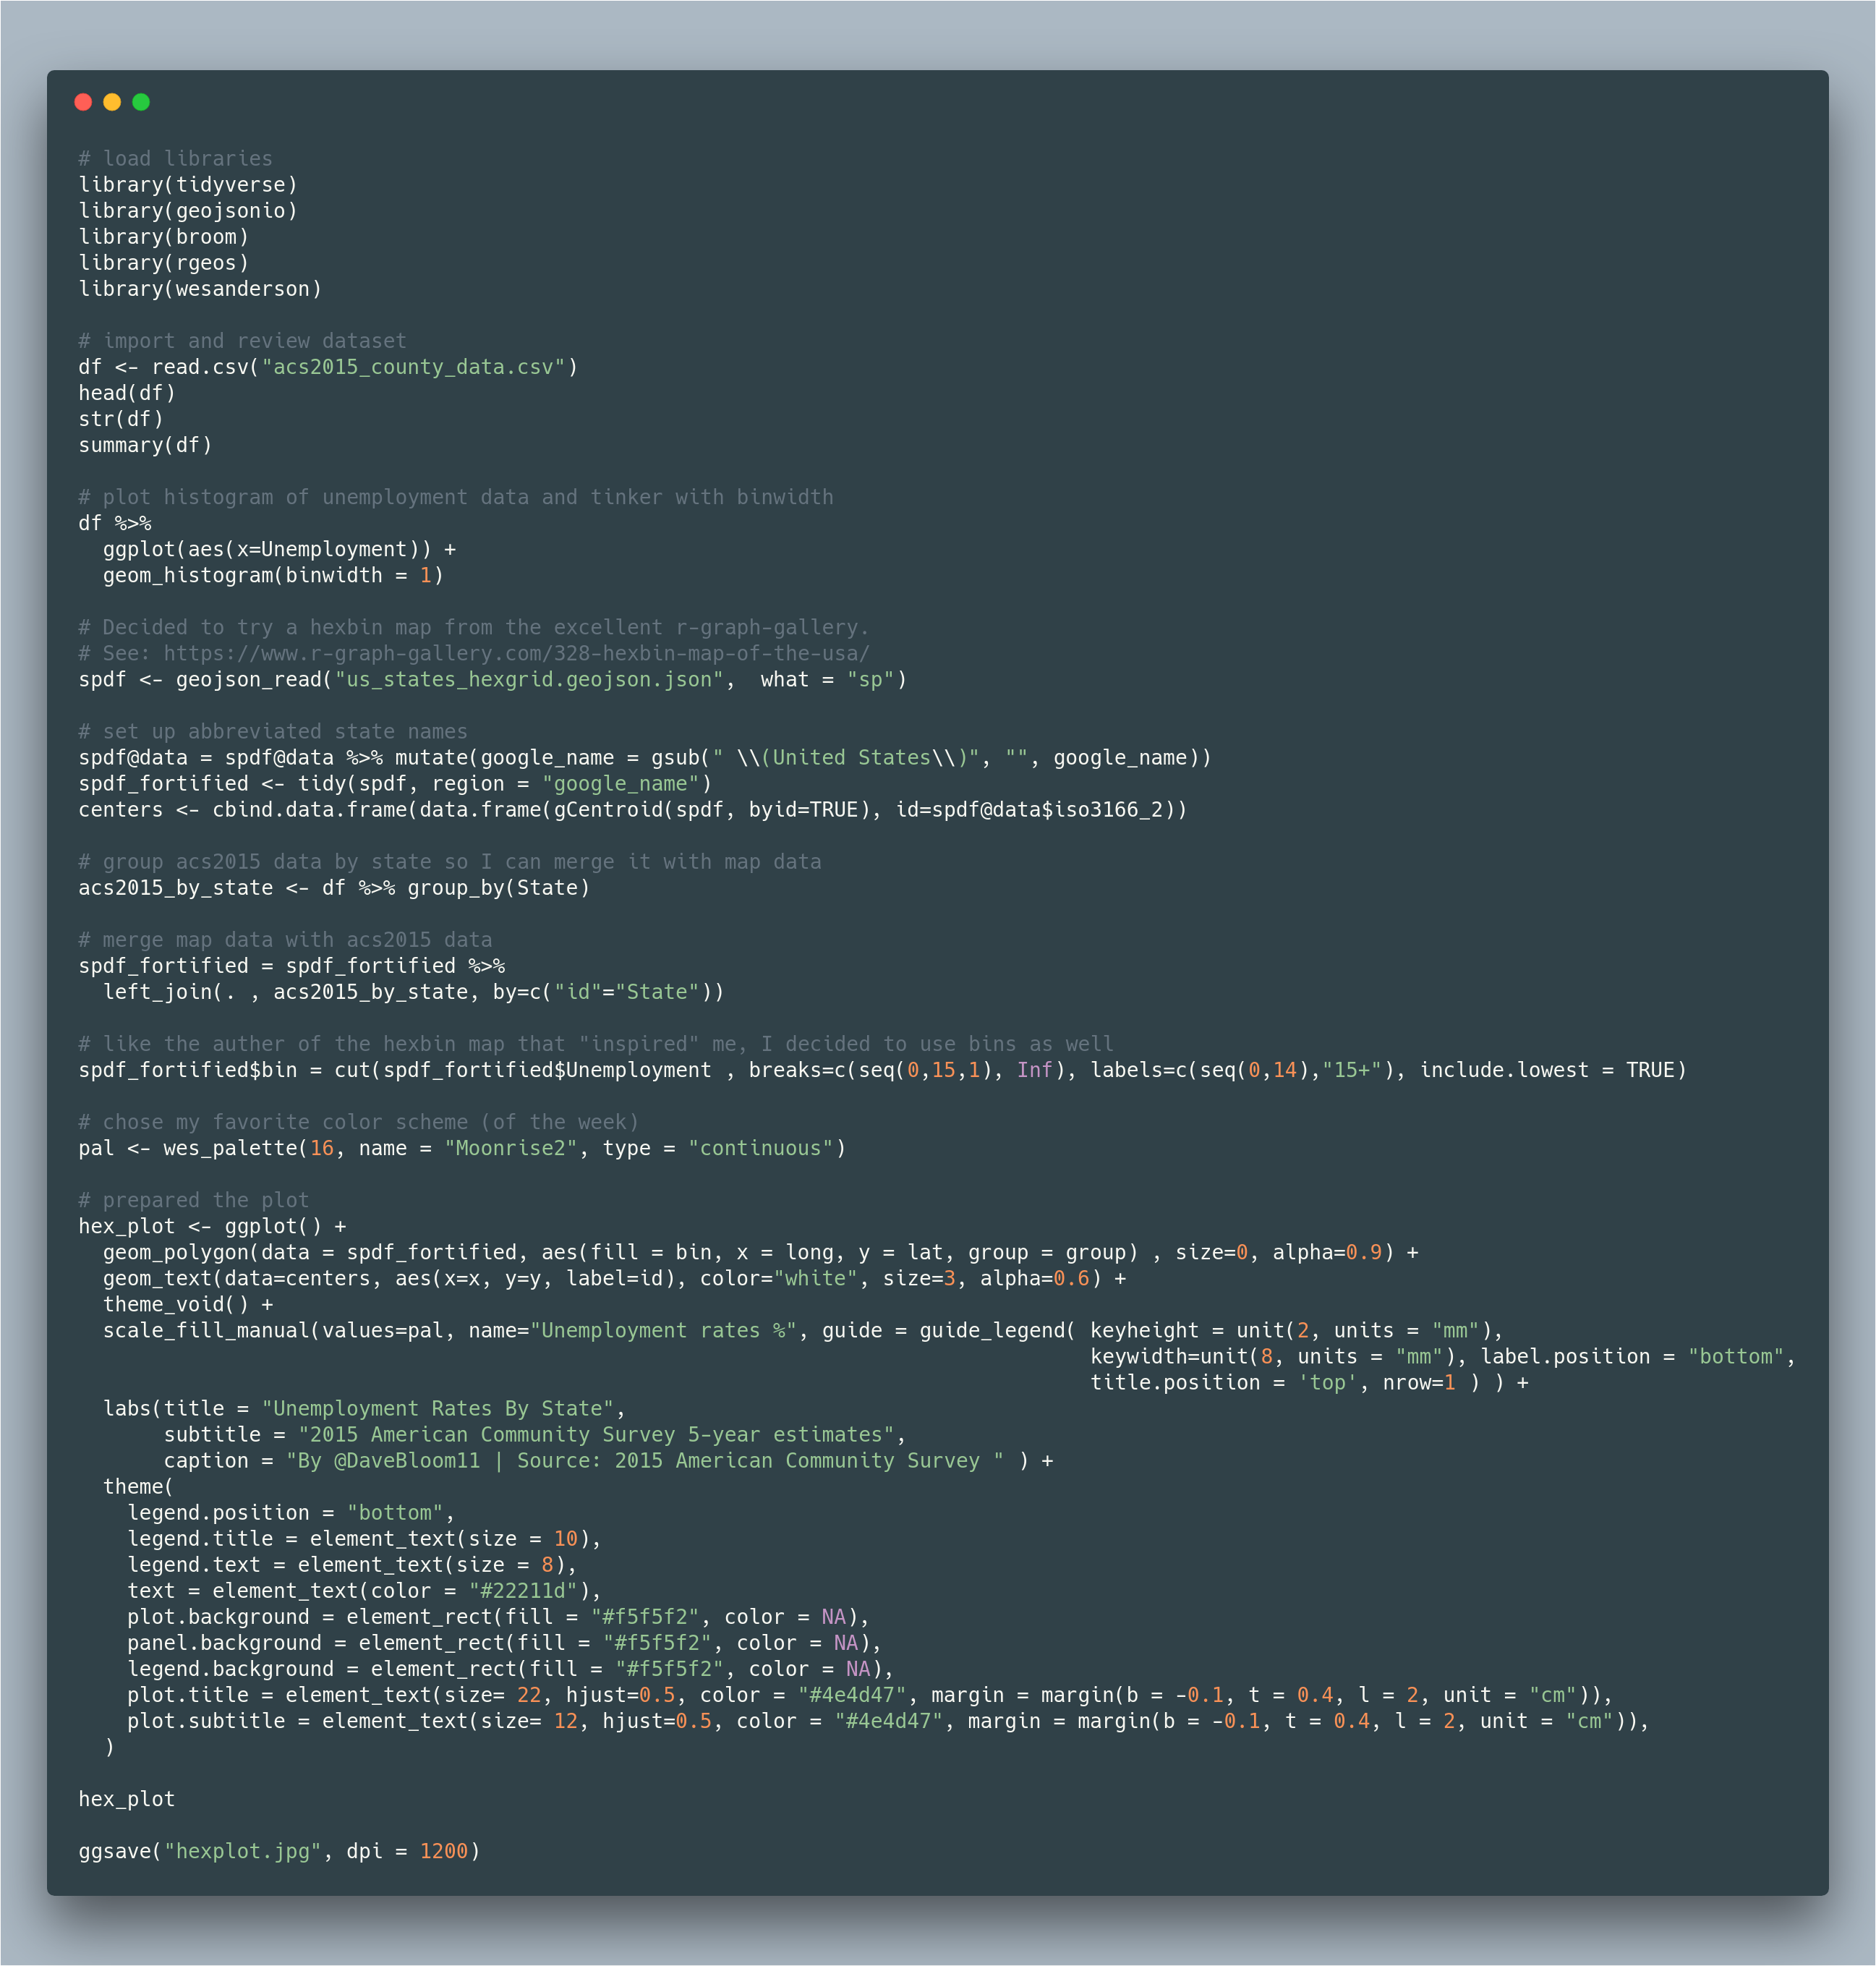 # load libraries
library(tidyverse)
library(geojsonio)
library(broom)
library(rgeos)
library(wesanderson)

# import and review dataset
df <- read.csv("acs2015_county_data.csv")
head(df)
str(df)
summary(df)

# plot histogram of unemployment data and tinker with binwidth
df %>%
  ggplot(aes(x=Unemployment)) +
  geom_histogram(binwidth = 1)

# Decided to try a hexbin map from the excellent r-graph-gallery.
# See: https://www.r-graph-gallery.com/328-hexbin-map-of-the-usa/
spdf <- geojson_read("us_states_hexgrid.geojson.json",  what = "sp")

# set up abbreviated state names
spdf@data = spdf@data %>% mutate(google_name = gsub(" \\(United States\\)", "", google_name))
spdf_fortified <- tidy(spdf, region = "google_name")
centers <- cbind.data.frame(data.frame(gCentroid(spdf, byid=TRUE), id=spdf@data$iso3166_2))

# group acs2015 data by state so I can merge it with map data
acs2015_by_state <- df %>% group_by(State)

# merge map data with acs2015 data
spdf_fortified = spdf_fortified %>%
  left_join(. , acs2015_by_state, by=c("id"="State"))

# like the auther of the hexbin map that "inspired" me, I decided to use bins as well
spdf_fortified$bin = cut(spdf_fortified$Unemployment , breaks=c(seq(0,15,1), Inf), labels=c(seq(0,14),"15+"), include.lowest = TRUE)

# chose my favorite color scheme (of the week)
pal <- wes_palette(16, name = "Moonrise2", type = "continuous")

# prepared the plot
hex_plot <- ggplot() +
  geom_polygon(data = spdf_fortified, aes(fill = bin, x = long, y = lat, group = group) , size=0, alpha=0.9) +
  geom_text(data=centers, aes(x=x, y=y, label=id), color="white", size=3, alpha=0.6) +
  theme_void() +
  scale_fill_manual(values=pal, name="Unemployment rates %", guide = guide_legend( keyheight = unit(2, units = "mm"),
                                                                                   keywidth=unit(8, units = "mm"), label.position = "bottom",
                                                                                   title.position = 'top', nrow=1 ) ) +
  labs(title = "Unemployment Rates By State",
       subtitle = "2015 American Community Survey 5-year estimates",
       caption = "By @DaveBloom11 | Source: 2015 American Community Survey " ) +
  theme(
    legend.position = "bottom",
    legend.title = element_text(size = 10),
    legend.text = element_text(size = 8),
    text = element_text(color = "#22211d"),
    plot.background = element_rect(fill = "#f5f5f2", color = NA),
    panel.background = element_rect(fill = "#f5f5f2", color = NA),
    legend.background = element_rect(fill = "#f5f5f2", color = NA),
    plot.title = element_text(size= 22, hjust=0.5, color = "#4e4d47", margin = margin(b = -0.1, t = 0.4, l = 2, unit = "cm")),
    plot.subtitle = element_text(size= 12, hjust=0.5, color = "#4e4d47", margin = margin(b = -0.1, t = 0.4, l = 2, unit = "cm")),
  )

hex_plot

ggsave("hexplot.jpg", dpi = 1200)